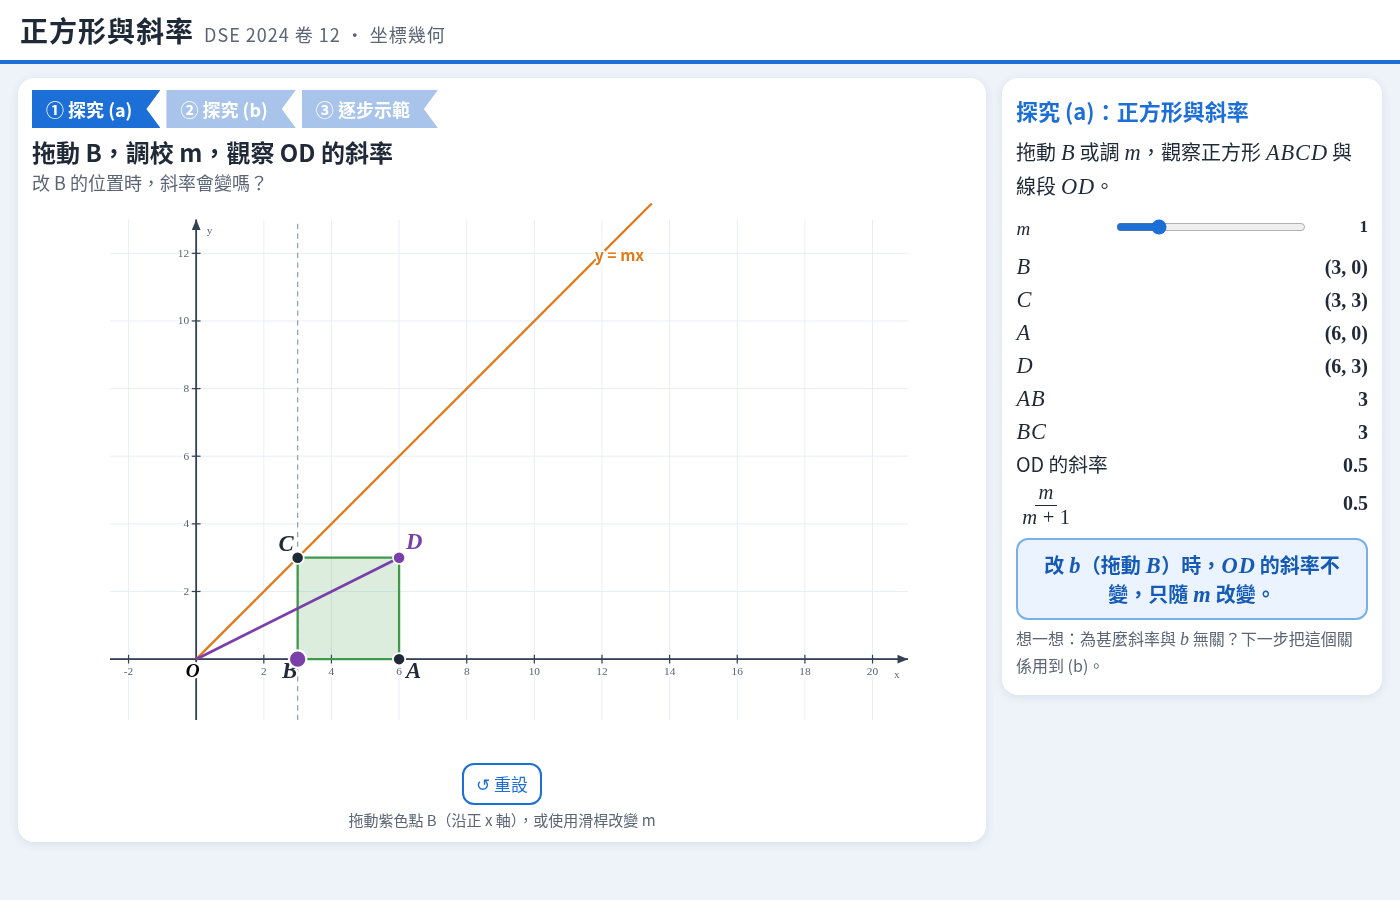 正方形與斜率 DSE 2024 卷 12 · 坐標幾何
① 探究 (a) ② 探究 (b) ③ 逐步示範
拖動 B，調校 m，觀察 OD 的斜率
改 B 的位置時，斜率會變嗎？
y
12
10
8
6
4
2
y = mx
C
D
B
A
O
-2 2 4 6 8 10 12 14 16 18 20 x
↺ 重設
拖動紫色點 B（沿正 x 軸），或使用滑桿改變 m
探究 (a)：正方形與斜率
拖動 B 或調 m，觀察正方形 ABCD 與
線段 OD。
m 1
B (3, 0)
C (3, 3)
A (6, 0)
D (6, 3)
AB 3
BC 3
OD 的斜率 0.5
m
m + 1 0.5
改 b（拖動 B）時，OD 的斜率不
變，只隨 m 改變。
想一想：為甚麼斜率與 b 無關？下一步把這個關
係用到 (b)。